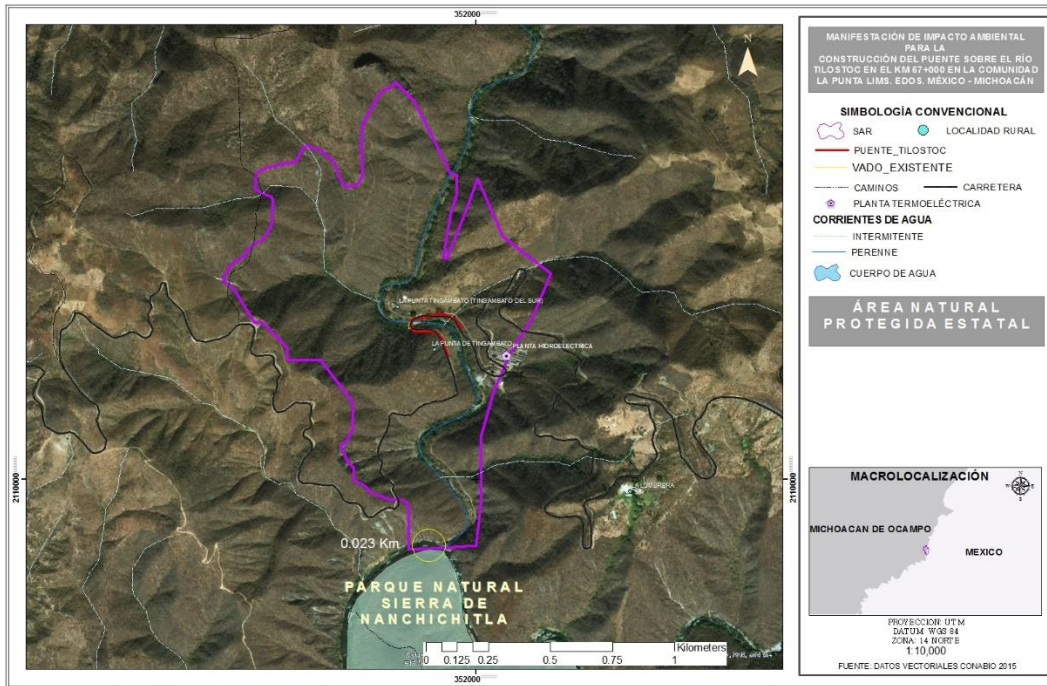 352000
N
2110000
LA PUNTA TINGAMBATO (TINGAMBATO DEL SUR)
LA PUNTA DE TINGAMBATO
PLANTA HIDROELECTRICA
LA LUMBRERA
2110000
0.023 Km
PARQUE NATURAL
SIERRA DE
NANCHICHITLA
Kilometers
0 0.125 0.25 0.5 0.75 1
352000
MANIFESTACIÓN DE IMPACTO AMBIENTAL
PARA LA
CONSTRUCCIÓN DEL PUENTE SOBRE EL RÍO
TILOSTOC EN EL KM 67+000 EN LA COMUNIDAD
LA PUNTA LIMS. EDOS. MÉXICO - MICHOACÁN
SIMBOLOGÍA CONVENCIONAL
SAR LOCALIDAD RURAL
PUENTE_TILOSTOC
VADO_EXISTENTE
CAMINOS CARRETERA
PLANTA TERMOELÉCTRICA
CORRIENTES DE AGUA
INTERMITENTE
PERENNE
CUERPO DE AGUA
ÁREA NATURAL
PROTEGIDA ESTATAL
MACROLOCALIZACIÓN
N
W E
S
MICHOACAN DE OCAMPO
MEXICO
PROYECCION: UTM
DATUM: WGS 84
ZONA: 14 NORTE
1:10,000
FUENTE: DATOS VECTORIALES CONABIO 2015